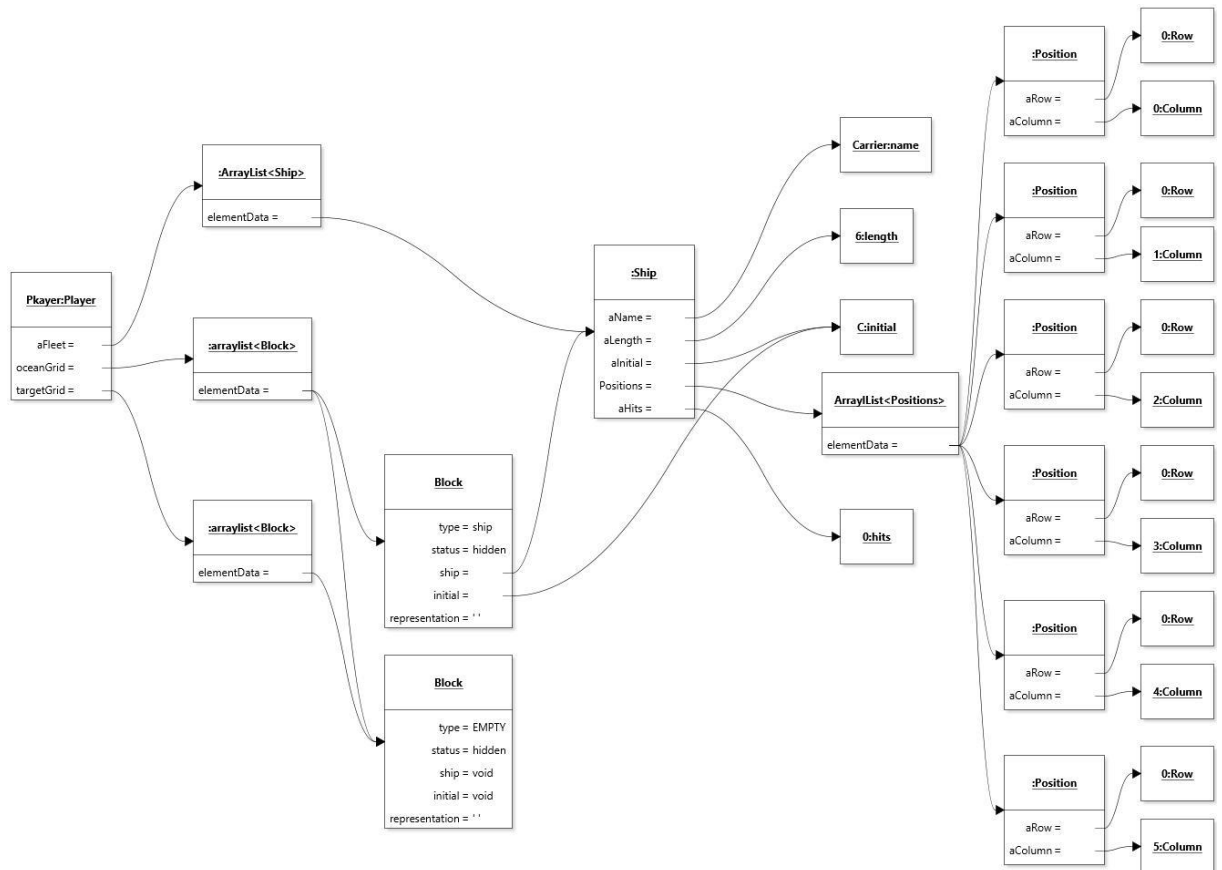 Pkayer:Player
aFleet =
oceanGrid =
targetGrid =
:ArrayList<Ship>
elementData =
:arraylist<Block>
elementData =
:arraylist<Block>
elementData =
Block
type = ship
status = hidden
ship =
initial =
representation = ' '
Block
type = EMPTY
status = hidden
ship = void
initial = void
representation = ' '
:Ship
aName =
aLength =
aInitial =
Positions =
aHits =
Carrier:name
6:length
C:initial
ArraylList<Positions>
elementData =
0:hits
:Position
aRow =
aColumn =
0:Row
0:Column
:Position
aRow =
aColumn =
0:Row
1:Column
:Position
aRow =
aColumn =
0:Row
2:Column
:Position
aRow =
aColumn =
0:Row
3:Column
:Position
aRow =
aColumn =
0:Row
4:Column
:Position
aRow =
aColumn =
0:Row
5:Column